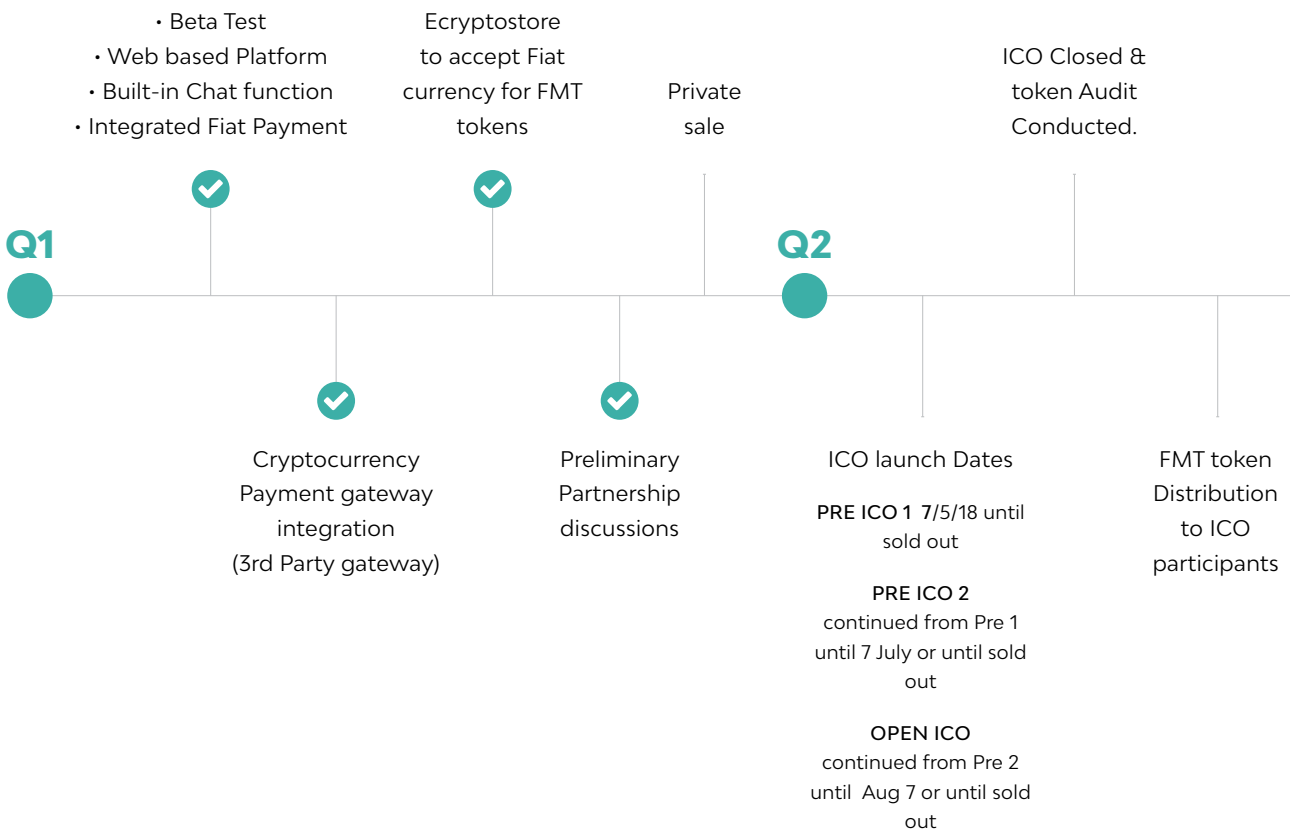 • Beta Test
• Web based Platform
• Built-in Chat function
• Integrated Fiat Payment
Ecryptostore
to accept Fiat
currency for FMT
tokens
Private
sale
ICO Closed &
token Audit
Conducted.
Q1
Q2
Cryptocurrency
Payment gateway
integration
(3rd Party gateway)
Preliminary
Partnership
discussions
ICO launch Dates
PRE ICO 1 7/5/18 until
sold out
PRE ICO 2
continued from Pre 1
until 7 July or until sold
out
OPEN ICO
continued from Pre 2
until Aug 7 or until sold
out
FMT token
Distribution
to ICO
participants